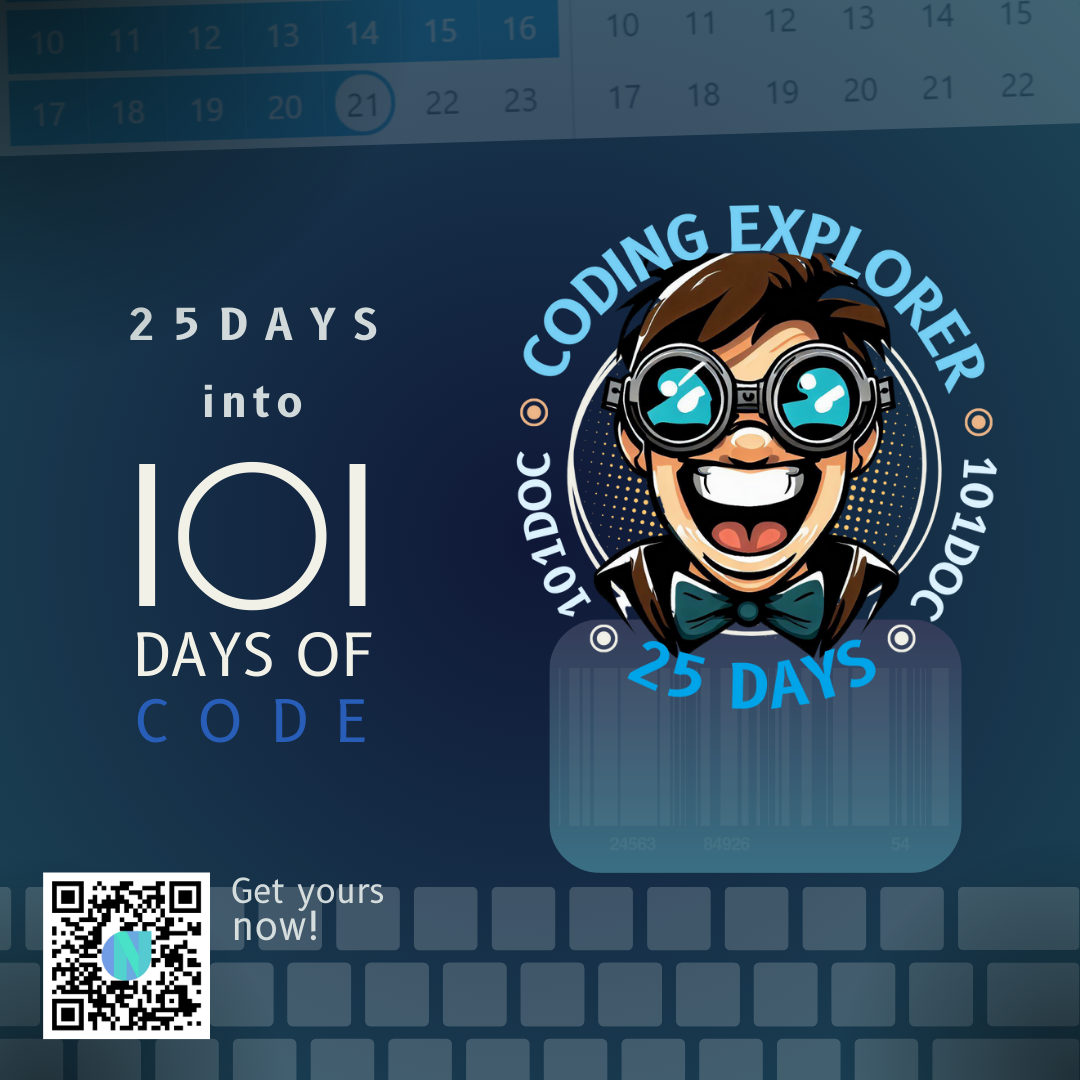 10 11 12 13 14 15 16 10 11 12 13 14 15
17 18 19 20 21 22 23 17 18 19 20 21 22
CODING EXPLORER
25DAYS
into
101
DAYS OF
CODE
101DOC
101DOC
25 DAYS
24563 84926 54
Get yours
now!
N